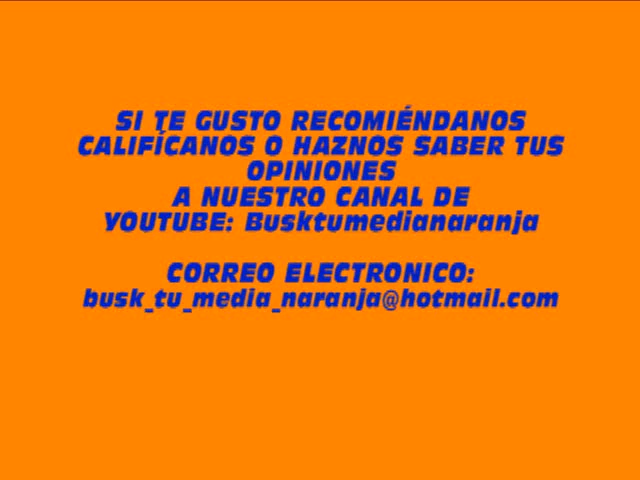 SI TE GUSTO RECOMIÉNDANOS
CALIFÍCANOS O HAZNOS SABER TUS
OPINIONES
A NUESTRO CANAL DE
YOUTUBE: Busktumedianaranja
CORREO ELECTRONICO:
busk_tu_media_naranja@hotmail.com